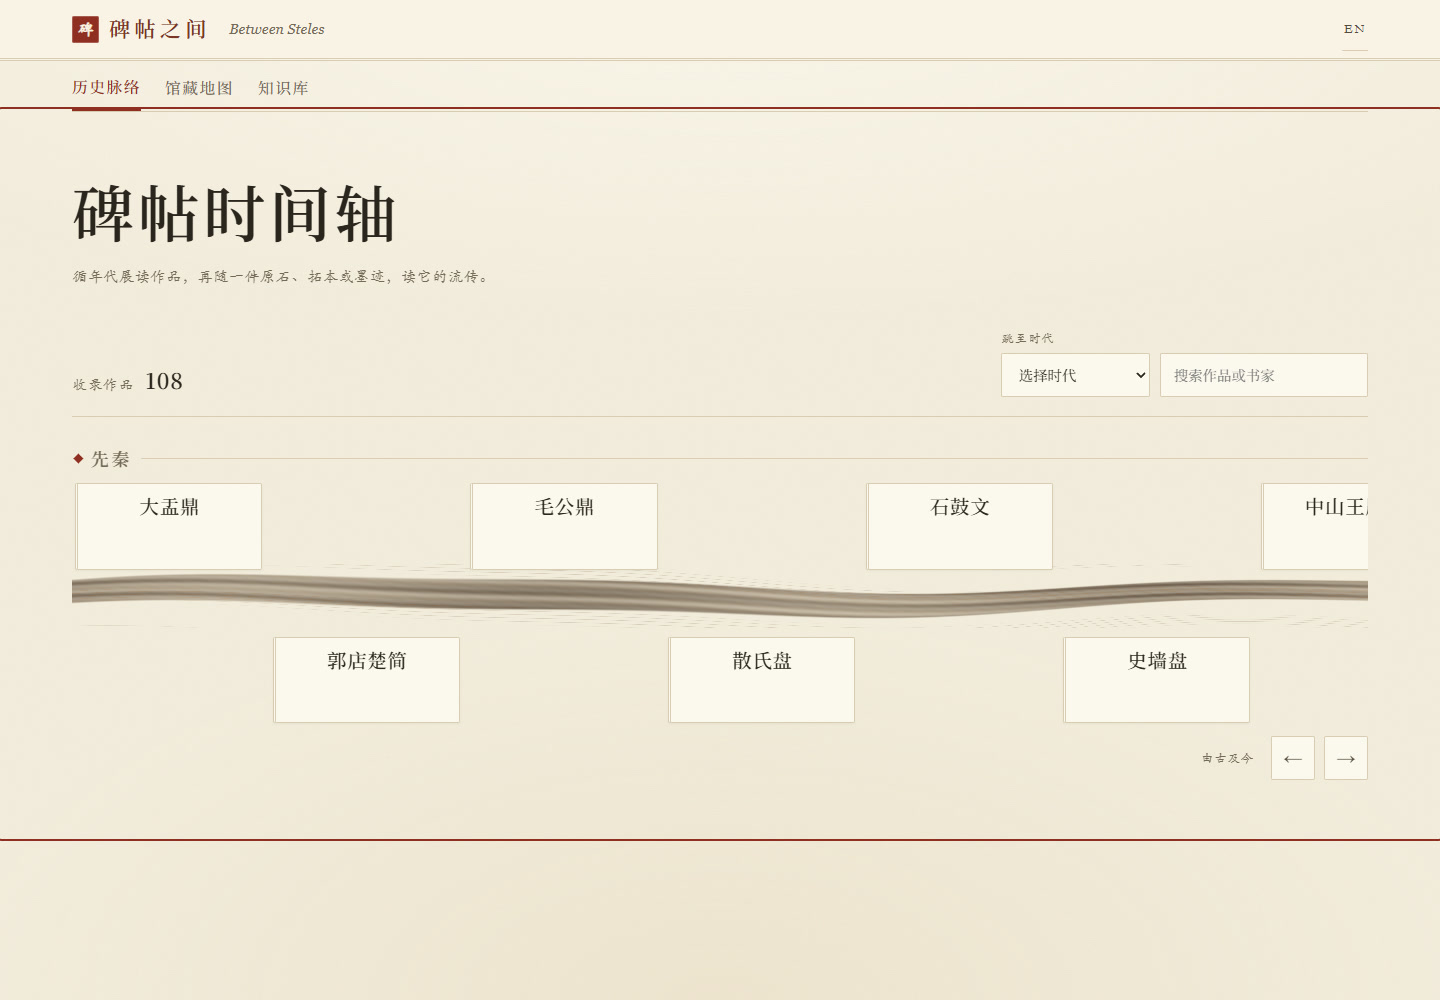 碑 碑帖之间 Between Steles EN
历史脉络 馆藏地图 知识库
碑帖时间轴
循年代展读作品，再随一件原石、拓本或墨迹，读它的流传。
跳至时代
收录作品 108 选择时代 搜索作品或书家
先秦
大盂鼎 毛公鼎 石鼓文 中山王
郭店楚简 散氏盘 史墙盘
由古及今 ← →